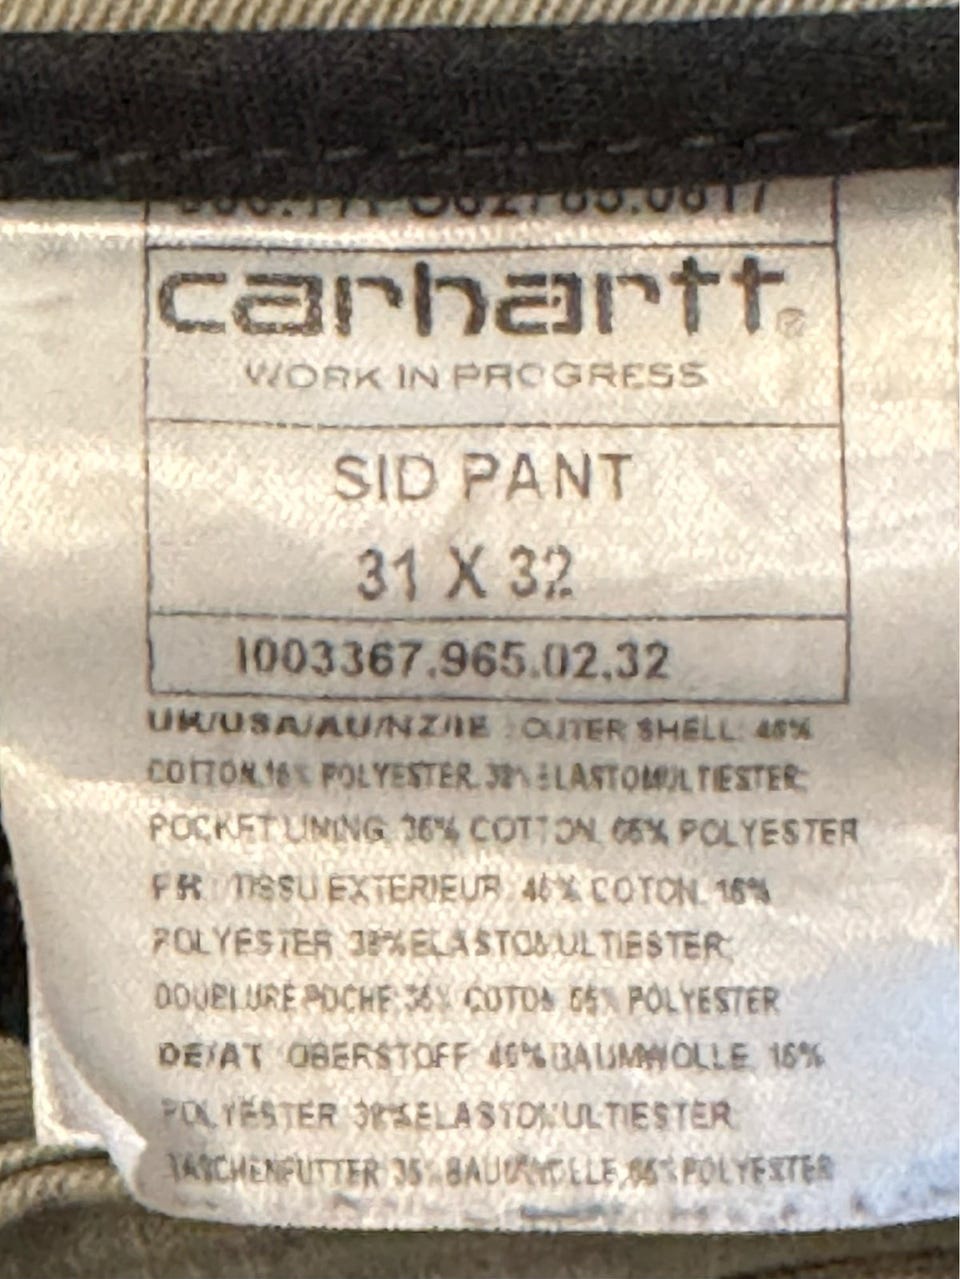 carhartt®
WORK IN PROGRESS
SID PANT
31 X 32
I003367.965.02.32
UK/USA/AU/NZ/IE : OUTER SHELL: 46%
COTTON,16% POLYESTER, 38% ELASTOMULTIESTER;
POCKET LINING: 35% COTTON, 65% POLYESTER
FR : TISSU EXTERIEUR: 46% COTON, 16%
POLYESTER 38%ELASTOMULTIESTER;
DOUBLURE POCHE: 35% COTON 65% POLYESTER
DE/AT : OBERSTOFF 46%BAUMWOLLE, 16%
POLYESTER 38%ELASTOMULTIESTER
TASCHENFUTTER 35%BAUMWOLLE,65%POLYESTER